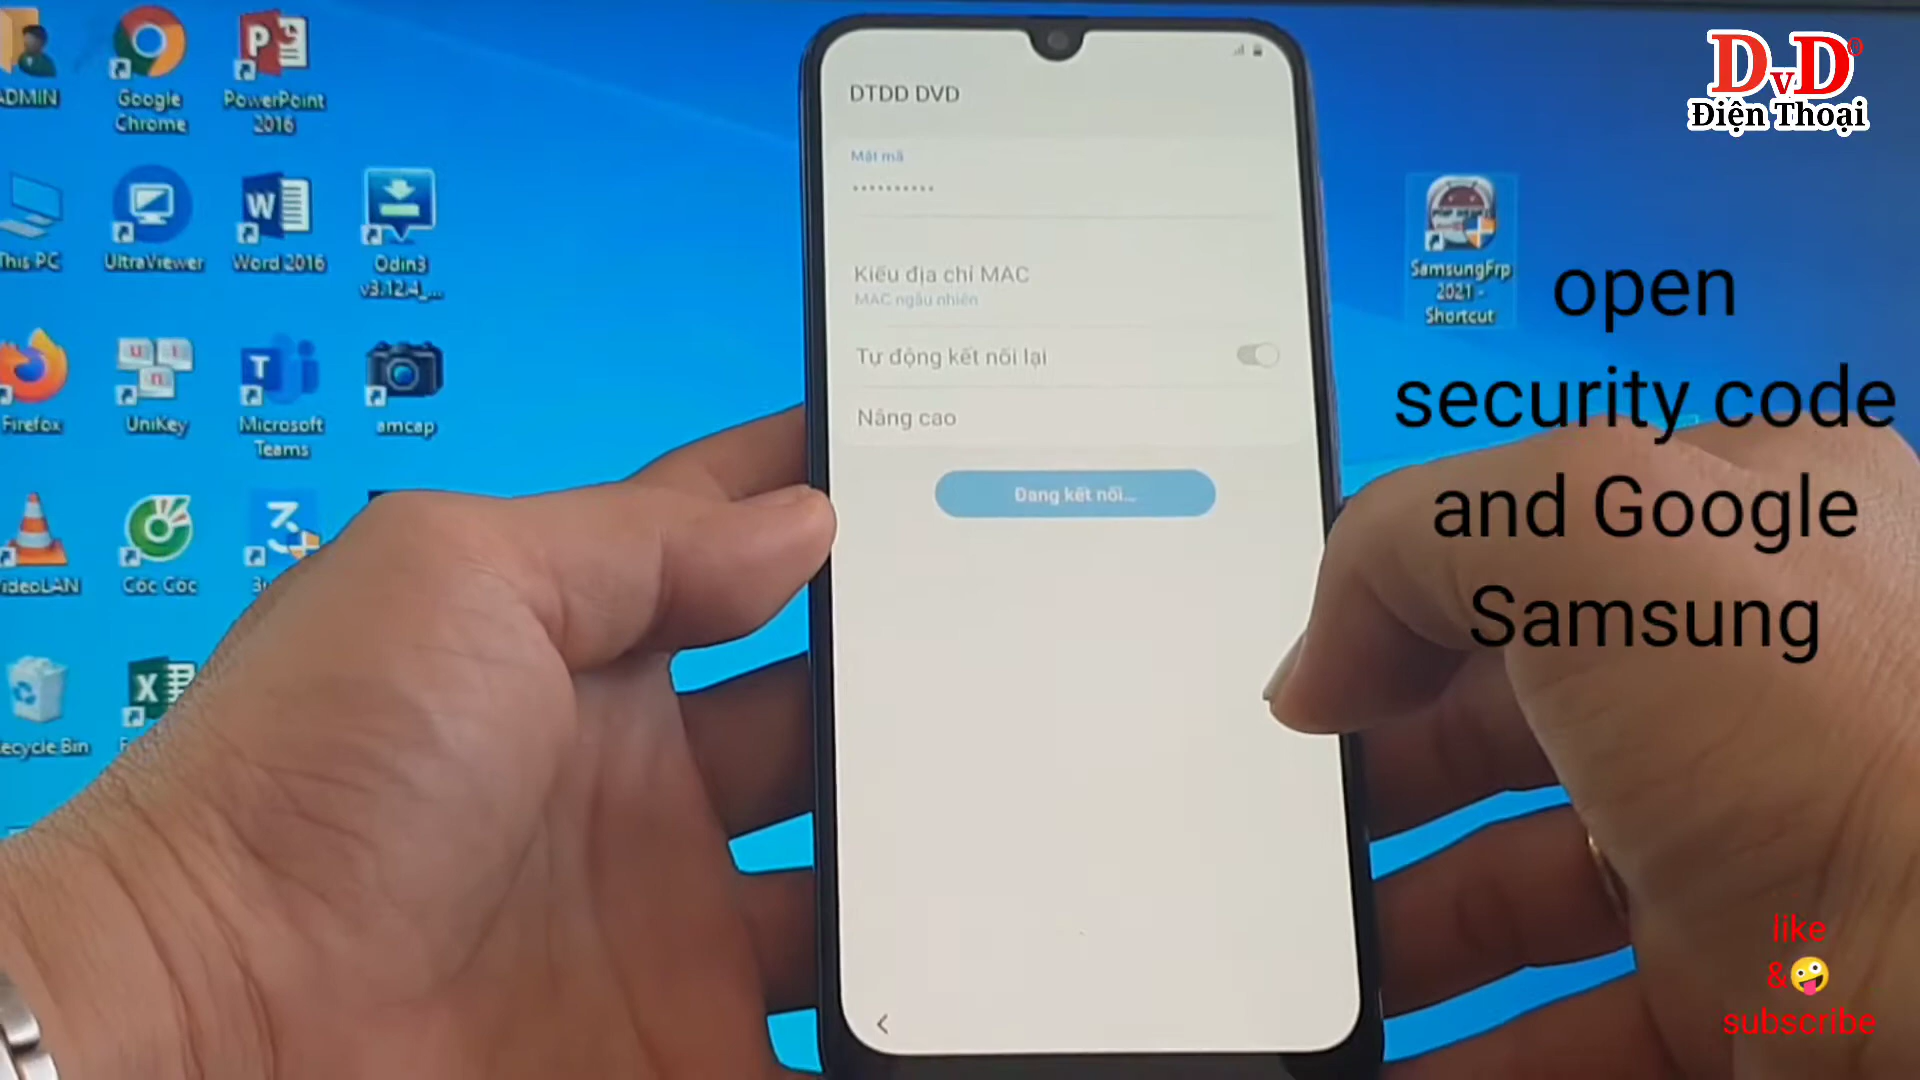 ADMIN
Google
Chrome
PowerPoint
2016
This PC
UltraViewer
Word 2016
Odin3
v3.12.4_...
Firefox
UniKey
Microsoft
Teams
amcap
VideoLAN
Cốc Cốc
Recycle Bin
DTDD DVD
Mật mã
Kiểu địa chỉ MAC
MAC ngẫu nhiên
Tự động kết nối lại
Nâng cao
Đang kết nối...
DvD
Điện Thoại
SamsungFrp
2021 -
Shortcut
open
security code
and Google
Samsung
like
&🤪
subscribe